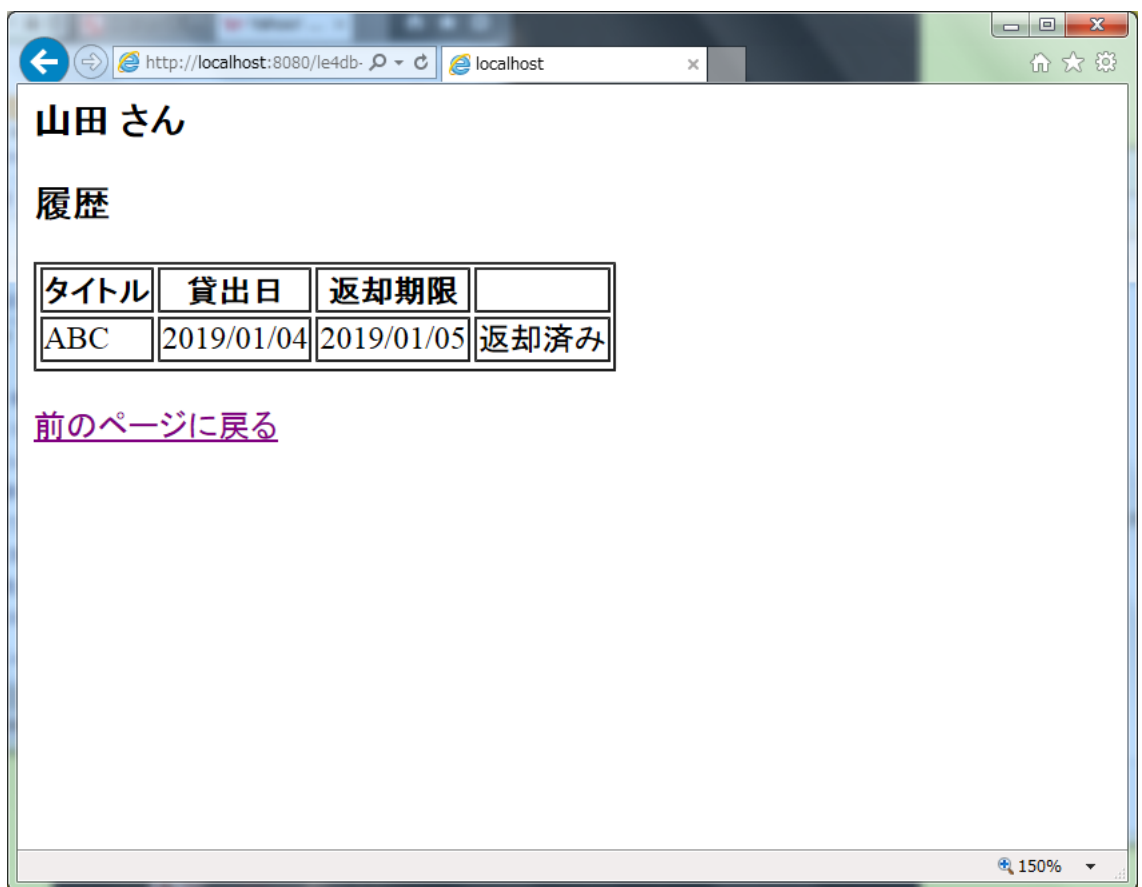 http://localhost:8080/le4db-
localhost
山田 さん
履歴
タイトル 貸出日 返却期限
ABC 2019/01/04 2019/01/05 返却済み
前のページに戻る
150%